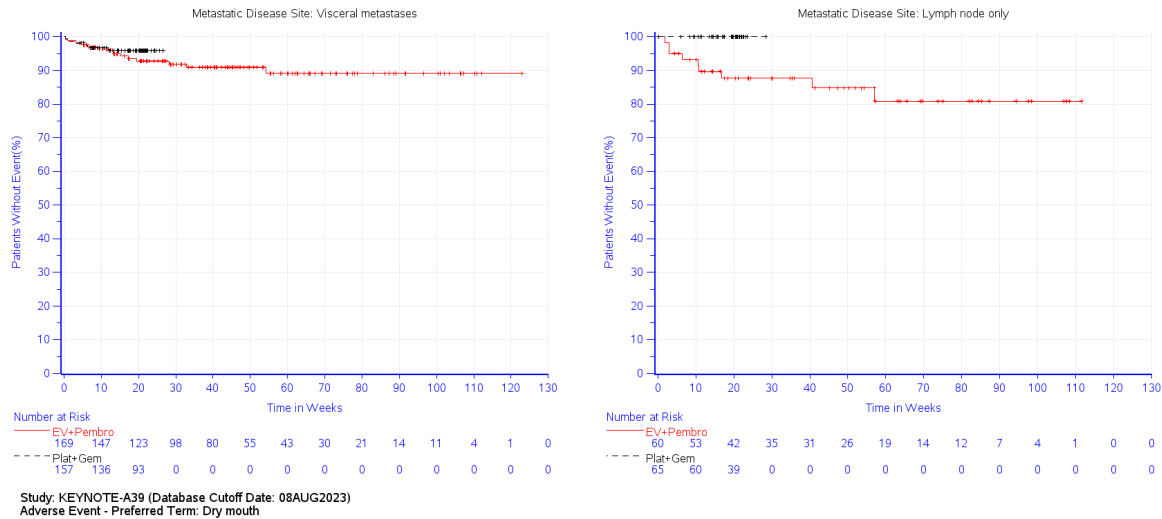 Metastatic Disease Site: Visceral metastases
Patients Without Event(%)
100
90
80
70
60
50
40
30
20
10
0
0 10 20 30 40 50 60 70 80 90 100 110 120 130
Time in Weeks
Number at Risk
EV+Pembro
169 147 123 98 80 55 43 30 21 14 11 4 1 0
Plat+Gem
157 136 93 0 0 0 0 0 0 0 0 0 0 0
Metastatic Disease Site: Lymph node only
Patients Without Event(%)
100
90
80
70
60
50
40
30
20
10
0
0 10 20 30 40 50 60 70 80 90 100 110 120 130
Time in Weeks
Number at Risk
EV+Pembro
60 53 42 35 31 26 19 14 12 7 4 1 0 0
Plat+Gem
65 60 39 0 0 0 0 0 0 0 0 0 0 0
Study: KEYNOTE-A39 (Database Cutoff Date: 08AUG2023)
Adverse Event - Preferred Term: Dry mouth